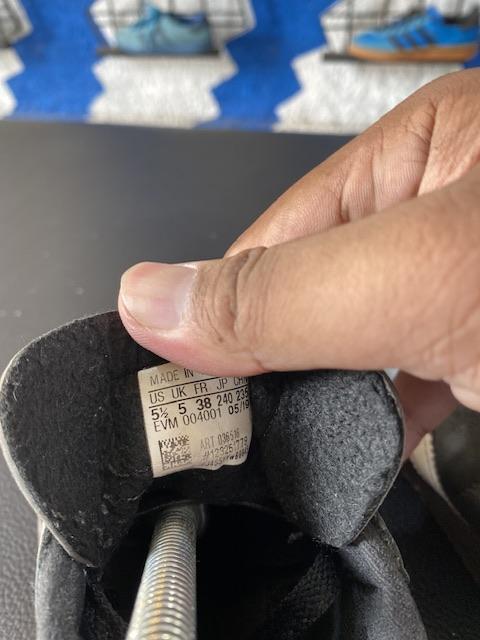 MADE IN
US UK FR JP CHN
5½ 5 38 240 235
EVM 004001 05/19
ART 036516